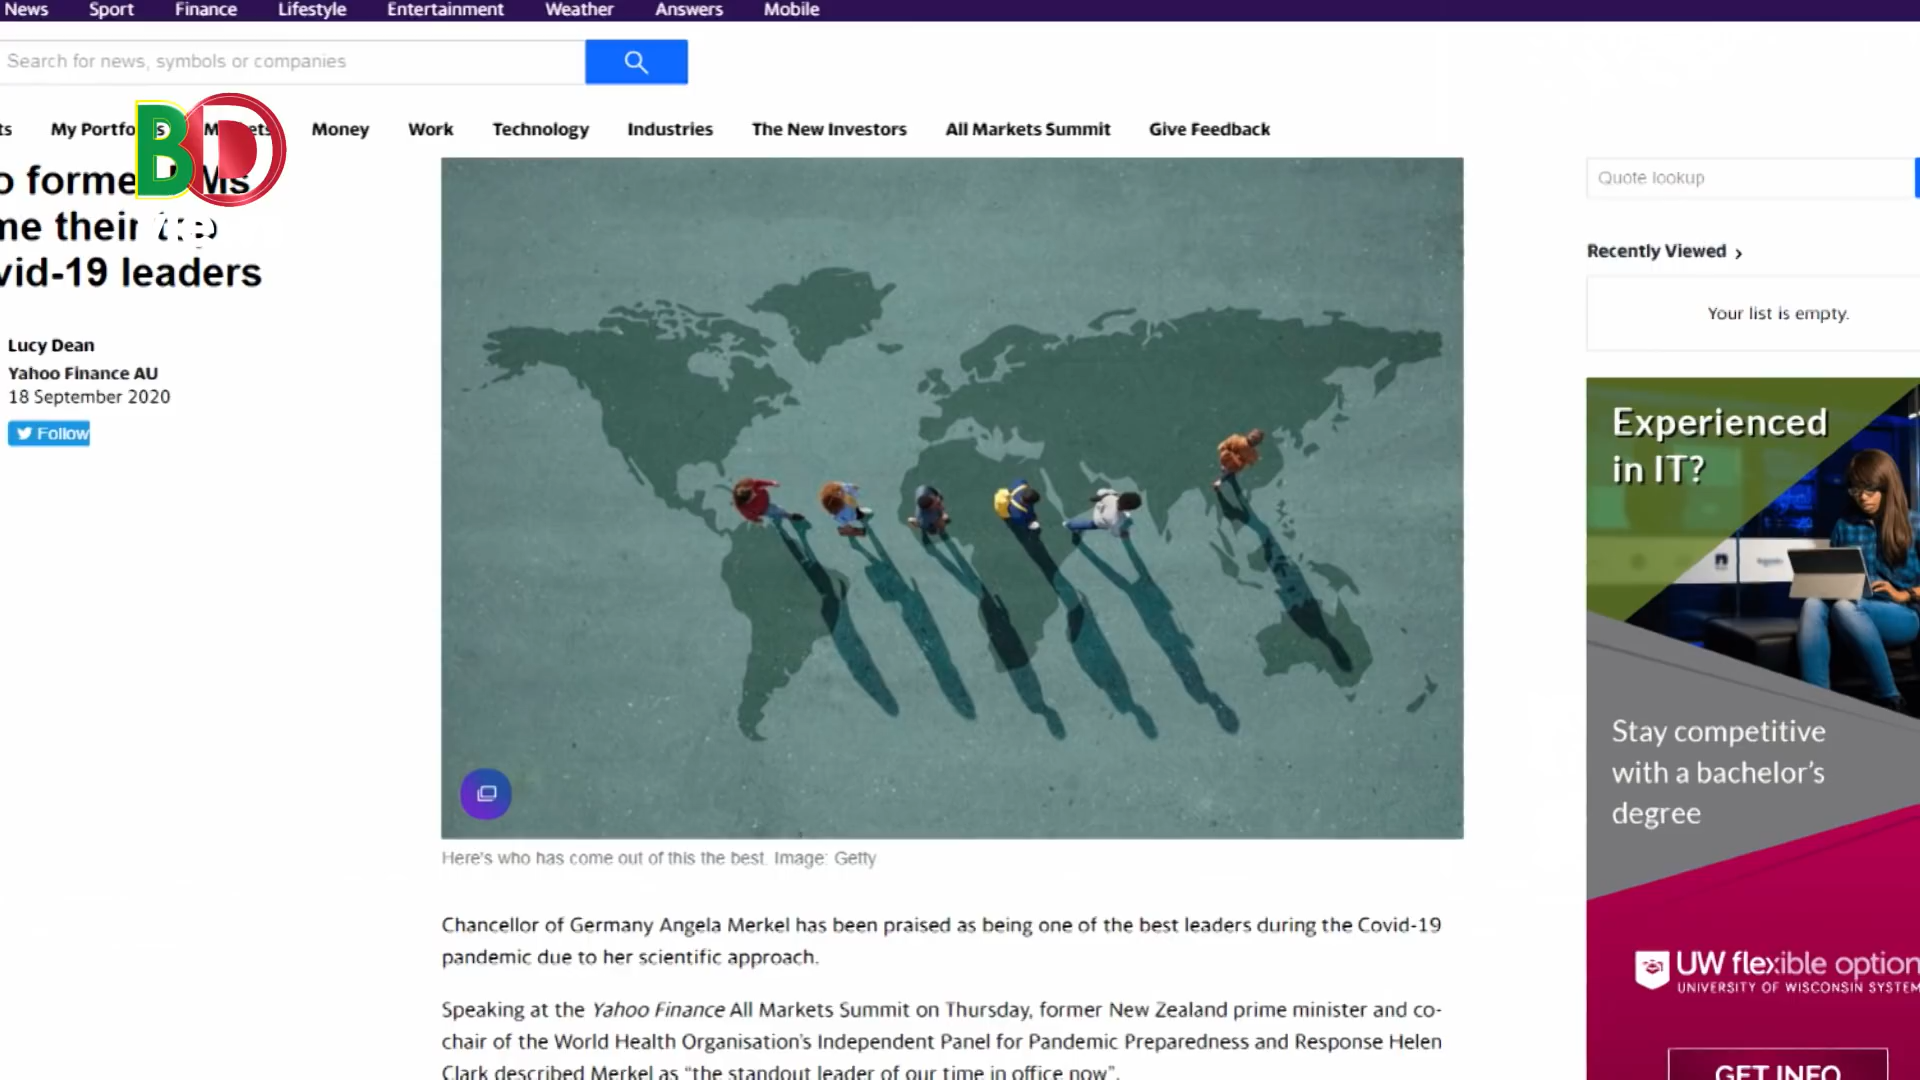 News Sport Finance Lifestyle Entertainment Weather Answers Mobile
Search for news, symbols or companies
My Portfo s M ets Money Work Technology Industries The New Investors All Markets Summit Give Feedback
BD
o forme Ms
me their
vid-19 leaders
Lucy Dean
Yahoo Finance AU
18 September 2020
Follow
Here's who has come out of this the best. Image: Getty
Chancellor of Germany Angela Merkel has been praised as being one of the best leaders during the Covid-19
pandemic due to her scientific approach.
Speaking at the Yahoo Finance All Markets Summit on Thursday, former New Zealand prime minister and co-
chair of the World Health Organisation's Independent Panel for Pandemic Preparedness and Response Helen
Clark described Merkel as “the standout leader of our time in office now”.
Quote lookup
Recently Viewed
Your list is empty.
Experienced
in IT?
Stay competitive
with a bachelor's
degree
UW flexible option
UNIVERSITY OF WISCONSIN SYSTEM
GET INFO